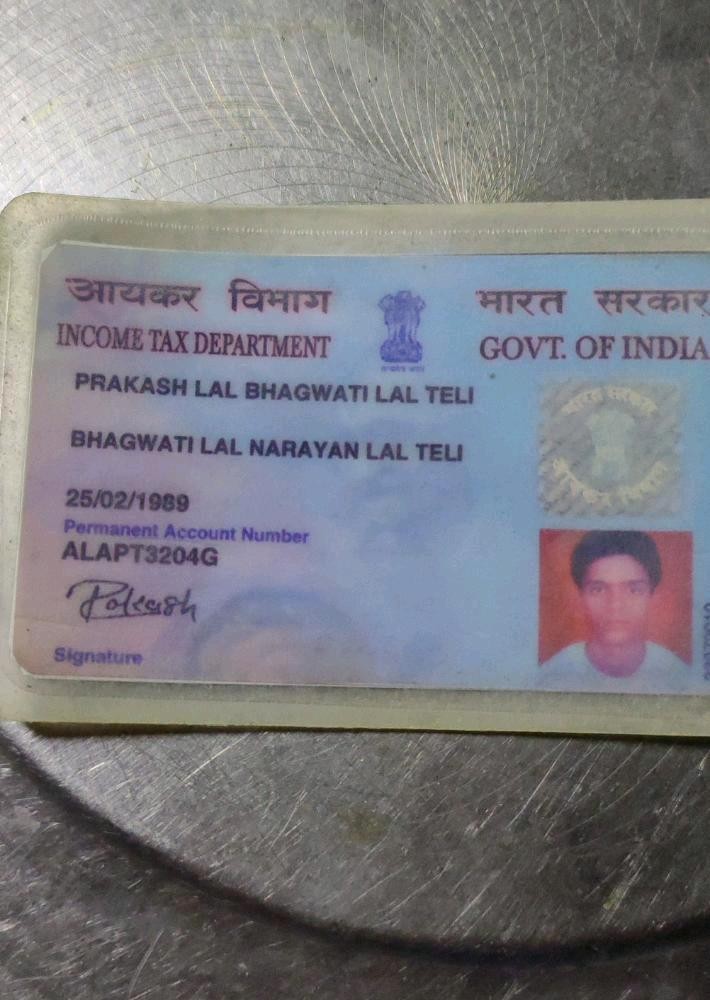 आयकर विभाग
भारत सरकार
INCOME TAX DEPARTMENT
GOVT. OF INDIA
PRAKASH LAL BHAGWATI LAL TELI
BHAGWATI LAL NARAYAN LAL TELI
25/02/1989
Permanent Account Number
ALAPT3204G
Signature